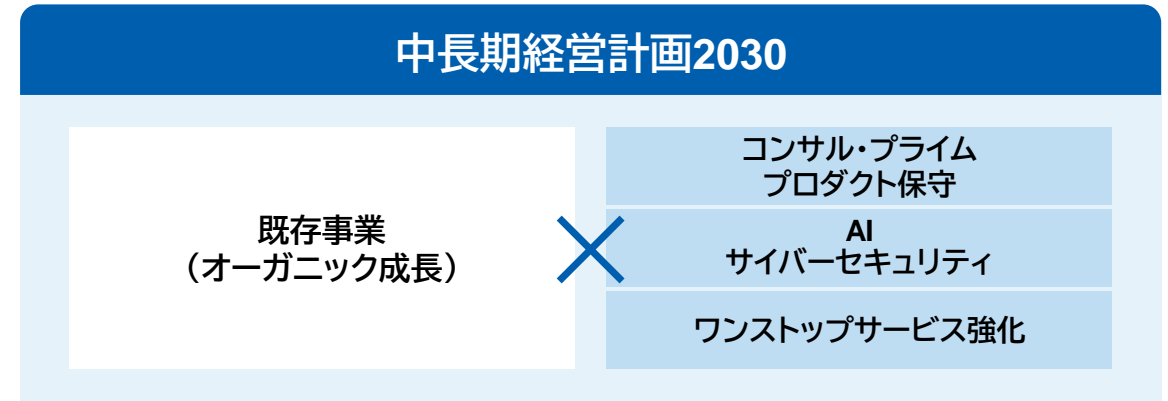 中長期経営計画2030
既存事業
（オーガニック成長）
コンサル・プライム
プロダクト保守
AI
サイバーセキュリティ
ワンストップサービス強化